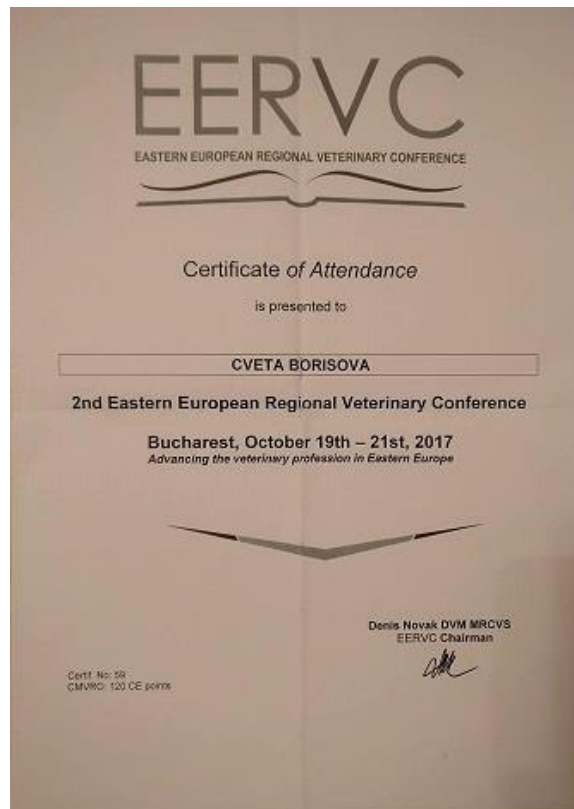 EERVC
EASTERN EUROPEAN REGIONAL VETERINARY CONFERENCE
Certificate of Attendance
is presented to
CVETA BORISOVA
2nd Eastern European Regional Veterinary Conference
Bucharest, October 19th – 21st, 2017
Advancing the veterinary profession in Eastern Europe
Denis Novak DVM MRCVS
EERVC Chairman
Certif. No: 59
CMVRO: 120 CE points